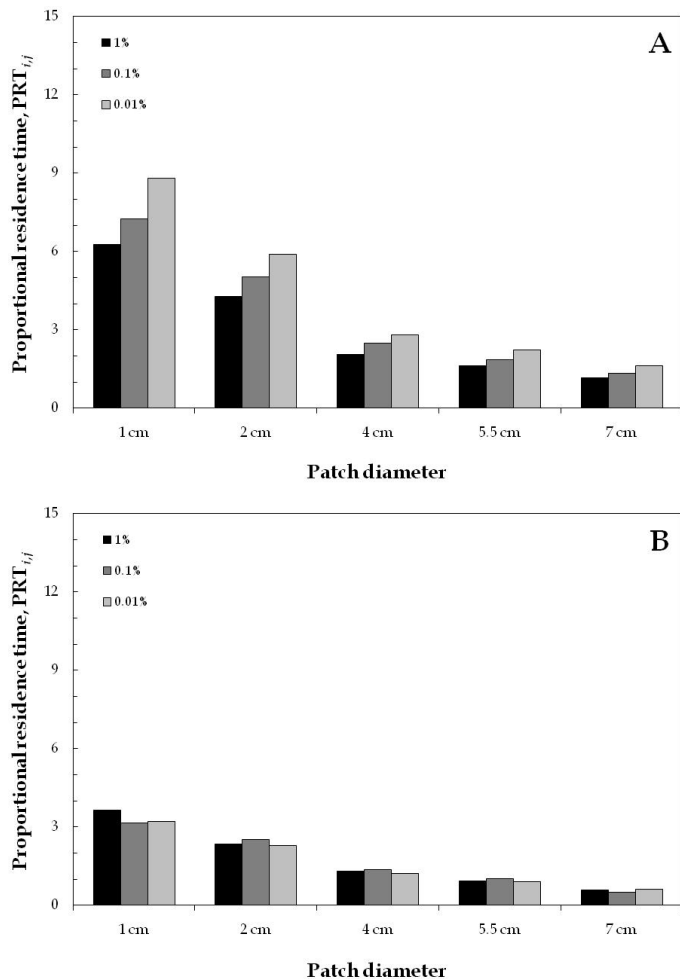 15
12
9
6
3
0
Proportional residence time, PRTi,j
1%
0.1%
0.01%
A
1 cm 2 cm 4 cm 5.5 cm 7 cm
Patch diameter
15
12
9
6
3
0
Proportional residence time, PRTi,j
1%
0.1%
0.01%
B
1 cm 2 cm 4 cm 5.5 cm 7 cm
Patch diameter